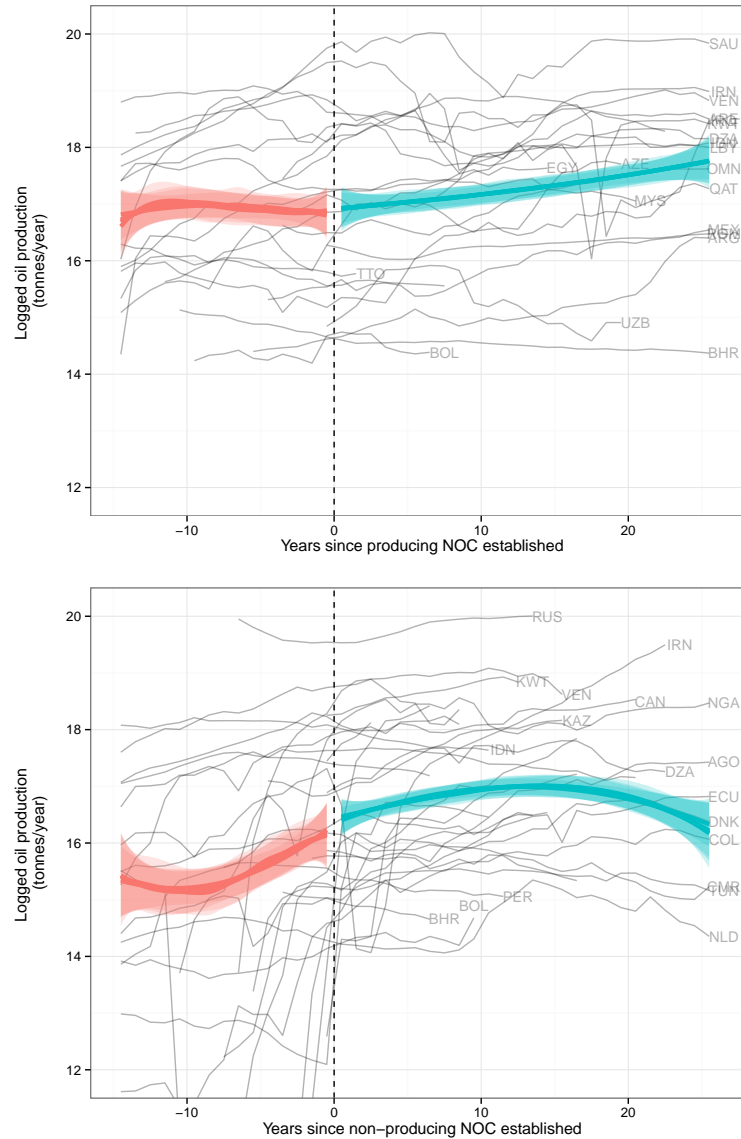 Logged oil production
(tonnes/year)
20
18
16
14
12
SAU
IRN
VEN
DZA
EGY
AZE
OMN
QAT
MYS
MEX
ARG
TTO
UZB
BOL
BHR
−10
0
10
20
Years since producing NOC established
Logged oil production
(tonnes/year)
20
18
16
14
12
RUS
IRN
KWT
VEN
CAN
NGA
KAZ
IDN
AGO
DZA
ECU
DNK
COL
CMR
TUN
PER
BOL
BHR
NLD
−10
0
10
20
Years since non−producing NOC established